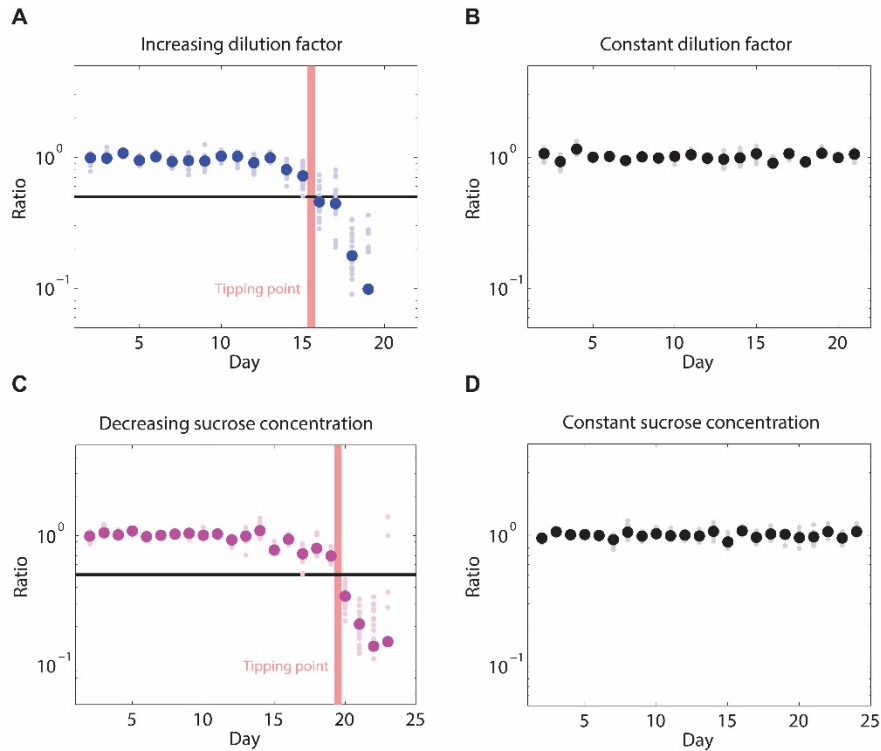 A
Increasing dilution factor
Ratio
10^0
10^-1
Tipping point
5
10
15
20
Day
B
Constant dilution factor
Ratio
10^0
10^-1
5
10
15
20
Day
C
Decreasing sucrose concentration
Ratio
10^0
10^-1
Tipping point
5
10
15
20
25
Day
D
Constant sucrose concentration
Ratio
10^0
10^-1
5
10
15
20
25
Day